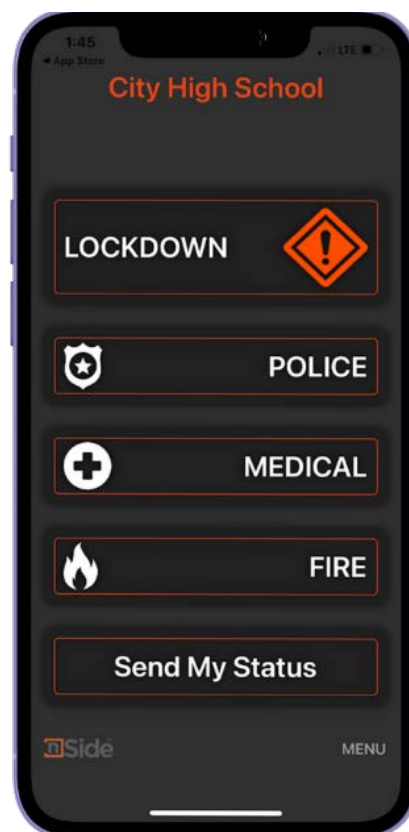 1:45
LTE
◀ App Store
City High School
LOCKDOWN
POLICE
MEDICAL
FIRE
Send My Status
nSide
MENU